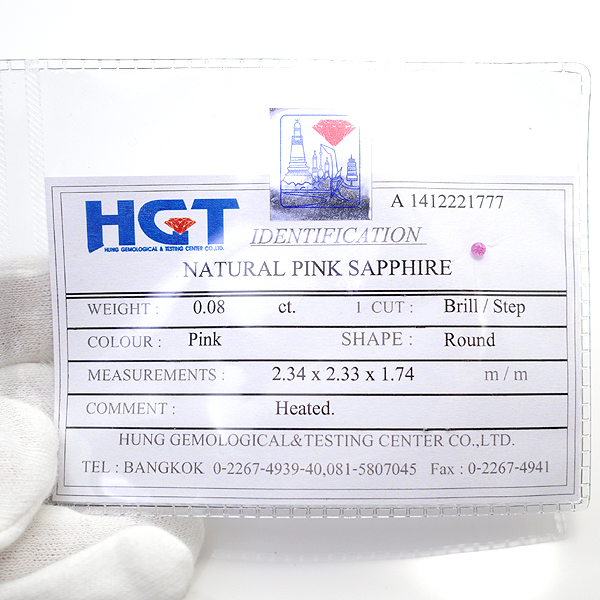 A 1412221777
HGT
HUNG GEMOLOGICAL & TESTING CENTER CO.,LTD.
IDENTIFICATION
NATURAL PINK SAPPHIRE
WEIGHT : 0.08 ct. 1 CUT : Brill / Step
COLOUR : Pink SHAPE : Round
MEASUREMENTS : 2.34 x 2.33 x 1.74 m / m
COMMENT : Heated.
HUNG GEMOLOGICAL&TESTING CENTER CO.,LTD.
TEL : BANGKOK 0-2267-4939-40,081-5807045 Fax : 0-2267-4941